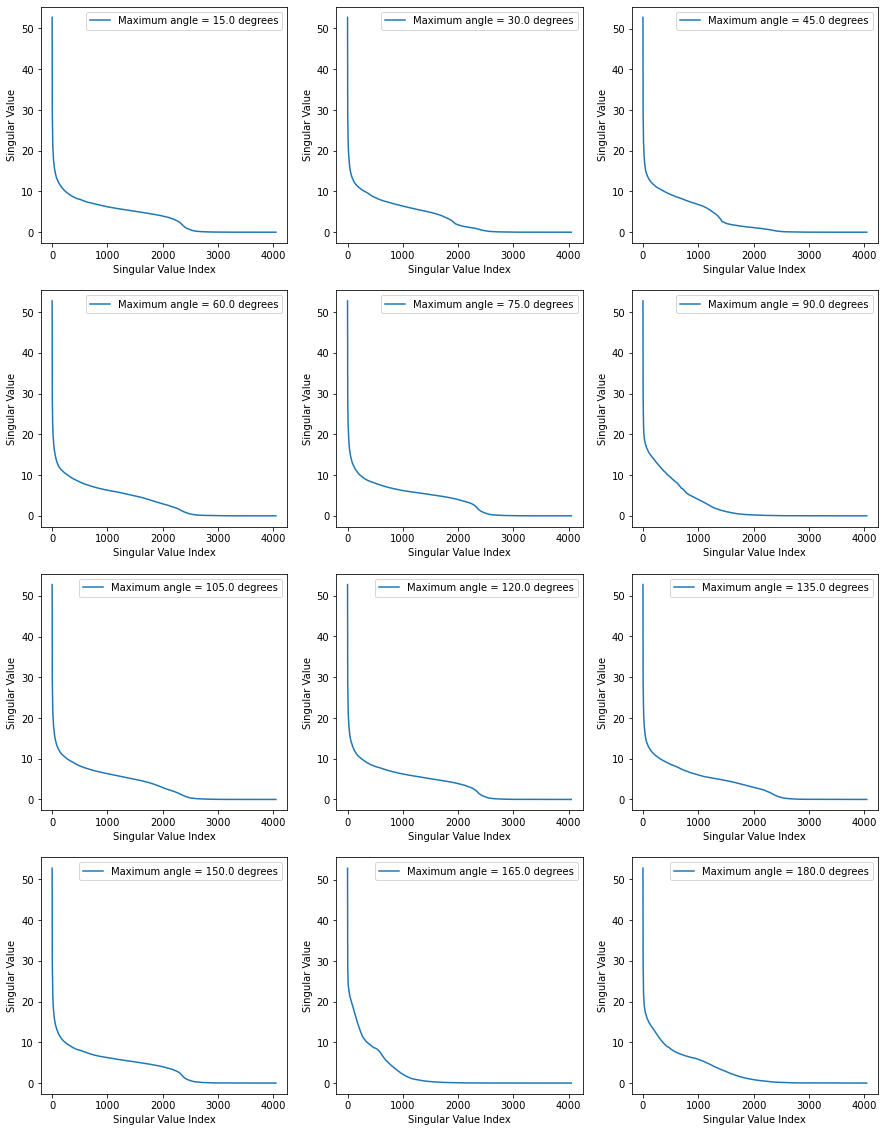 Maximum angle = 15.0 degrees
50
40
30
20
10
0
Singular Value
0 1000 2000 3000 4000
Singular Value Index
Maximum angle = 30.0 degrees
50
40
30
20
10
0
Singular Value
0 1000 2000 3000 4000
Singular Value Index
Maximum angle = 45.0 degrees
50
40
30
20
10
0
Singular Value
0 1000 2000 3000 4000
Singular Value Index
Maximum angle = 60.0 degrees
50
40
30
20
10
0
Singular Value
0 1000 2000 3000 4000
Singular Value Index
Maximum angle = 75.0 degrees
50
40
30
20
10
0
Singular Value
0 1000 2000 3000 4000
Singular Value Index
Maximum angle = 90.0 degrees
50
40
30
20
10
0
Singular Value
0 1000 2000 3000 4000
Singular Value Index
Maximum angle = 105.0 degrees
50
40
30
20
10
0
Singular Value
0 1000 2000 3000 4000
Singular Value Index
Maximum angle = 120.0 degrees
50
40
30
20
10
0
Singular Value
0 1000 2000 3000 4000
Singular Value Index
Maximum angle = 135.0 degrees
50
40
30
20
10
0
Singular Value
0 1000 2000 3000 4000
Singular Value Index
Maximum angle = 150.0 degrees
50
40
30
20
10
0
Singular Value
0 1000 2000 3000 4000
Singular Value Index
Maximum angle = 165.0 degrees
50
40
30
20
10
0
Singular Value
0 1000 2000 3000 4000
Singular Value Index
Maximum angle = 180.0 degrees
50
40
30
20
10
0
Singular Value
0 1000 2000 3000 4000
Singular Value Index